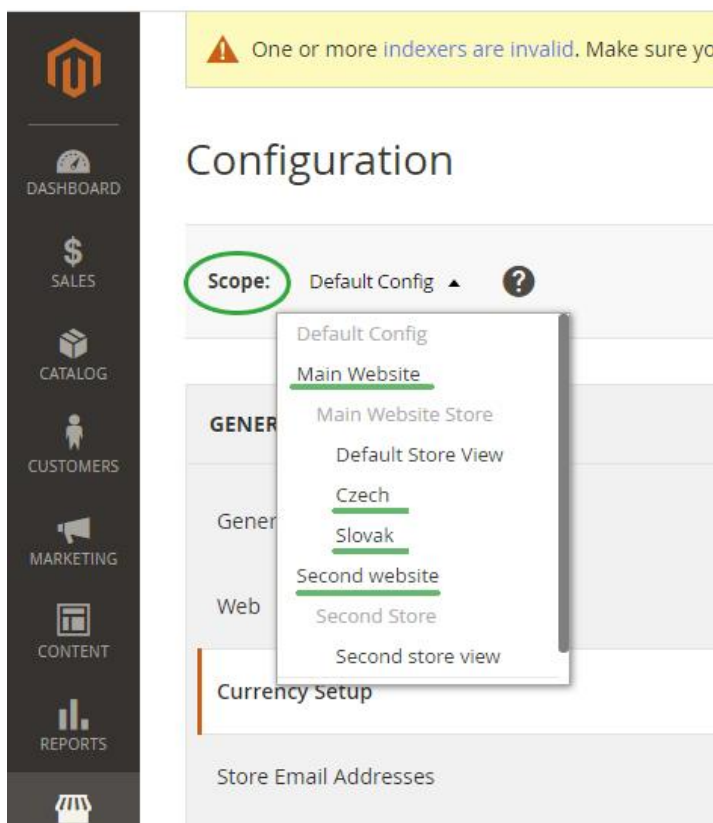 One or more indexers are invalid. Make sure
Configuration
DASHBOARD
SALES
CATALOG
CUSTOMERS
MARKETING
CONTENT
REPORTS
Scope: Default Config
Default Config
Main Website
Main Website Store
Default Store View
Czech
Slovak
Second website
Second Store
Second store view
GENER
Gener
Web
Currency Setup
Store Email Addresses